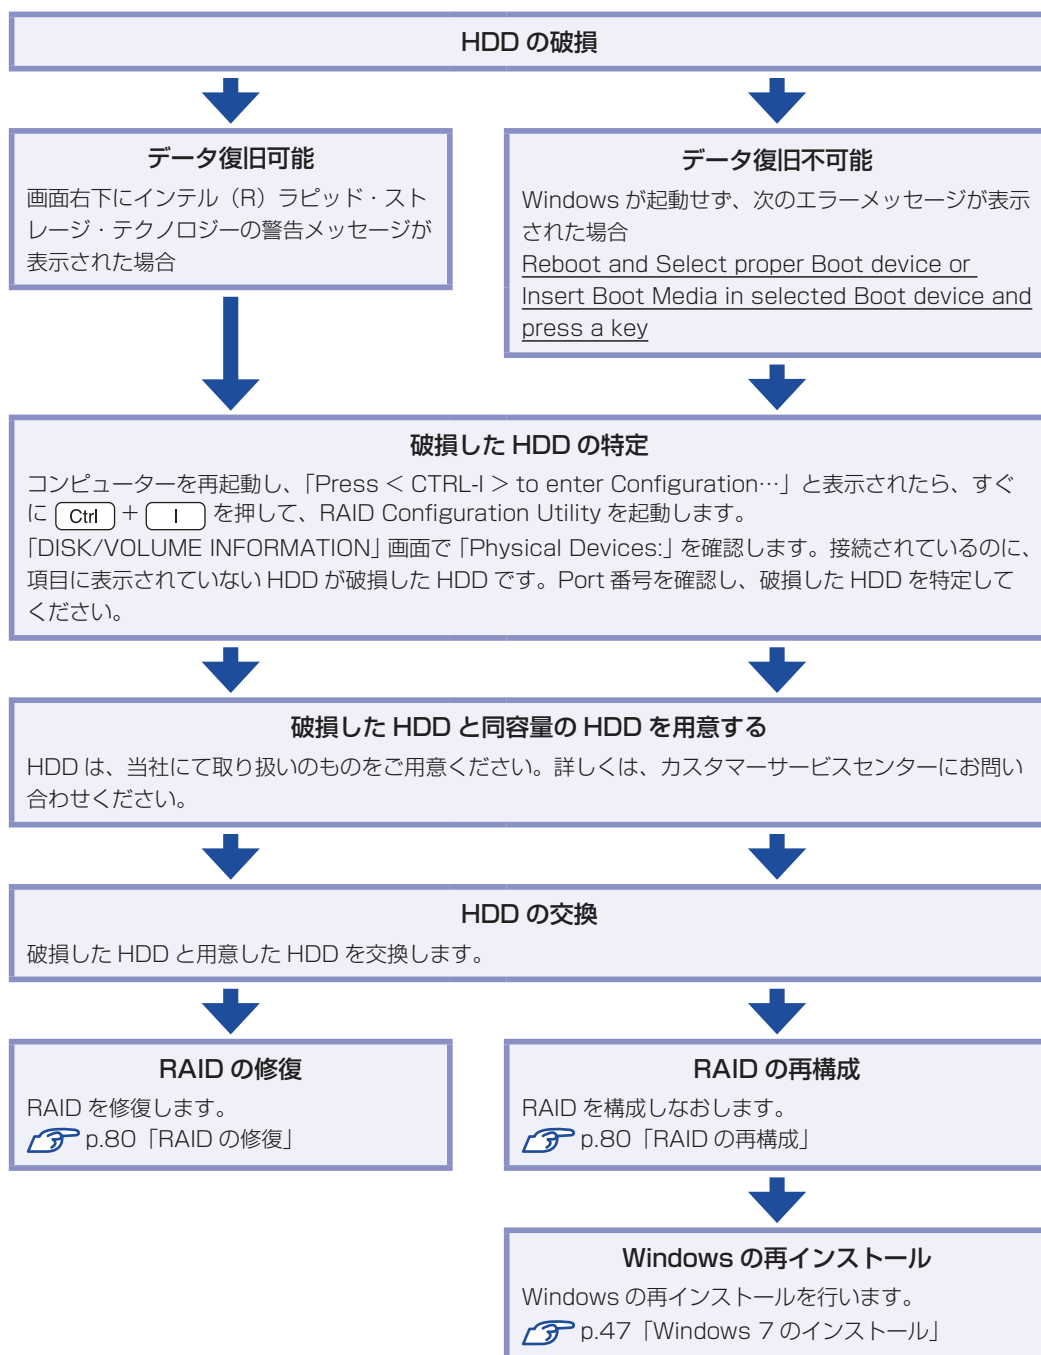 HDD の破損
データ復旧可能
画面右下にインテル（R）ラピッド・スト
レージ・テクノロジーの警告メッセージが
表示された場合
データ復旧不可能
Windows が起動せず、次のエラーメッセージが表示
された場合
Reboot and Select proper Boot device or
Insert Boot Media in selected Boot device and
press a key
破損した HDD の特定
コンピューターを再起動し、「Press < CTRL-I > to enter Configuration…」と表示されたら、すぐ
に Ctrl + I を押して、RAID Configuration Utility を起動します。
「DISK/VOLUME INFORMATION」画面で「Physical Devices:」を確認します。接続されているのに、
項目に表示されていない HDD が破損した HDD です。Port 番号を確認し、破損した HDD を特定して
ください。
破損した HDD と同容量の HDD を用意する
HDD は、当社にて取り扱いのものをご用意ください。詳しくは、カスタマーサービスセンターにお問い
合わせください。
HDD の交換
破損した HDD と用意した HDD を交換します。
RAID の修復
RAID を修復します。
p.80「RAID の修復」
RAID の再構成
RAID を構成しなおします。
p.80「RAID の再構成」
Windows の再インストール
Windows の再インストールを行います。
p.47「Windows 7 のインストール」